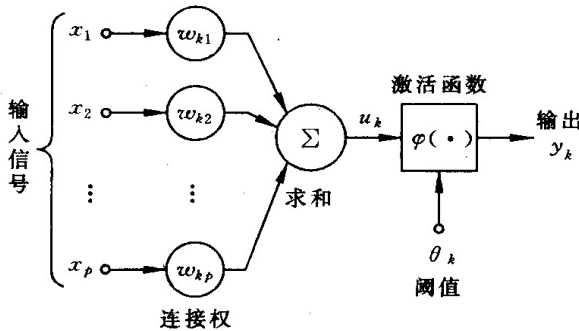 输入信号
x1
wk1
x2
wk2
⋮
⋮
xp
wkp
连接权
Σ
求和
uk
激活函数
φ(·)
输出
yk
θk
阈值